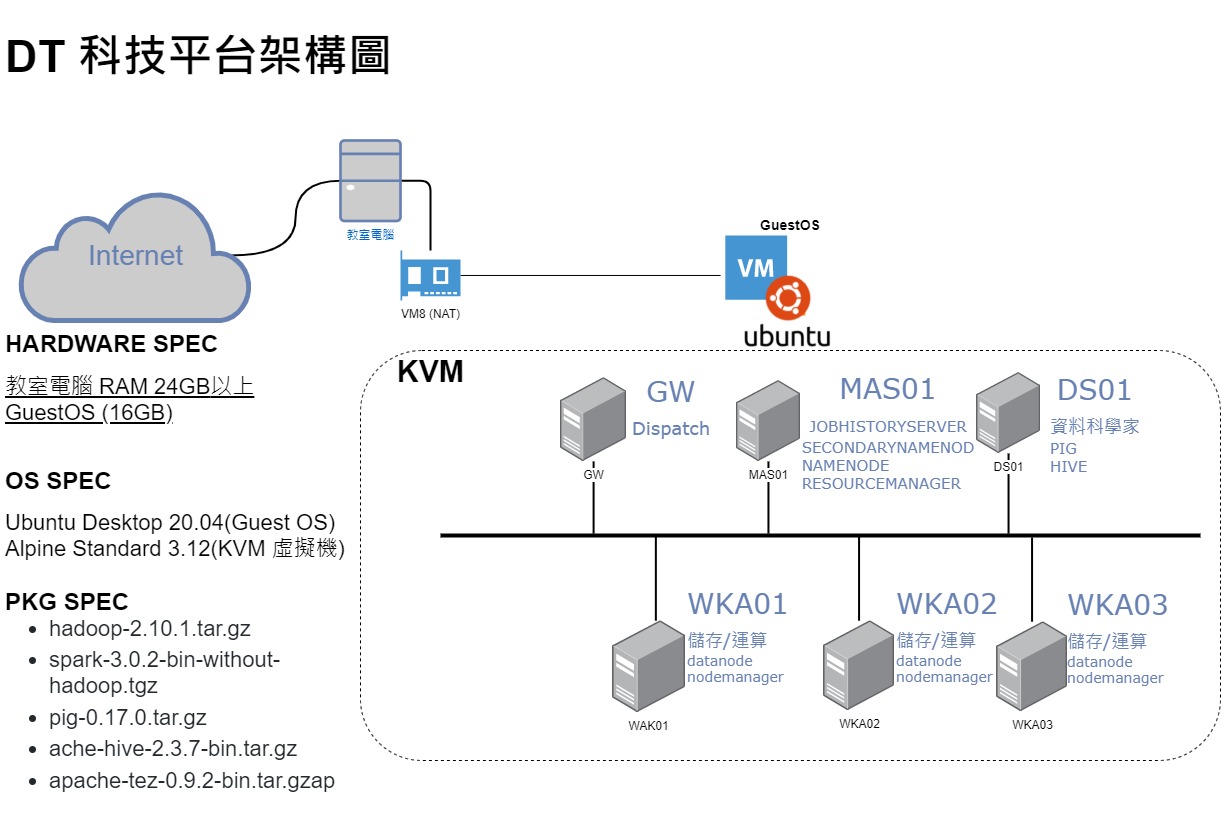 DT 科技平台架構圖
Internet
教室電腦
VM8 (NAT)
GuestOS
VM
ubuntu
HARDWARE SPEC
教室電腦 RAM 24GB以上
GuestOS (16GB)
OS SPEC
Ubuntu Desktop 20.04(Guest OS)
Alpine Standard 3.12(KVM 虛擬機)
PKG SPEC
hadoop-2.10.1.tar.gz
spark-3.0.2-bin-without-
hadoop.tgz
pig-0.17.0.tar.gz
ache-hive-2.3.7-bin.tar.gz
apache-tez-0.9.2-bin.tar.gzap
KVM
GW
Dispatch
GW
MAS01
JOBHISTORYSERVER
SECONDARYNAMENOD
NAMENODE
RESOURCEMANAGER
MAS01
DS01
資料科學家
PIG
HIVE
DS01
WKA01
儲存/運算
datanode
nodemanager
WAK01
WKA02
儲存/運算
datanode
nodemanager
WKA02
WKA03
儲存/運算
datanode
nodemanager
WKA03